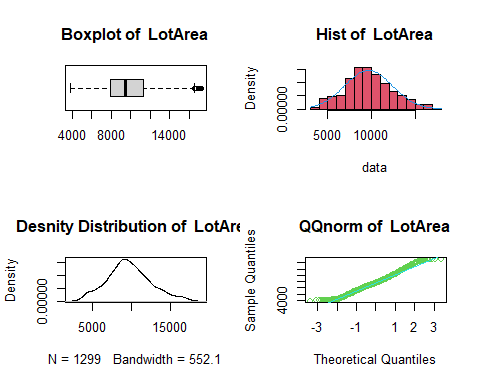 Boxplot of LotArea
4000 8000 14000
Hist of LotArea
Density
0.00000
5000 10000
data
Desnity Distribution of LotAre
Density
0.00000
5000 15000
N = 1299 Bandwidth = 552.1
QQnorm of LotArea
Sample Quantiles
4000
-3 -1 0 1 2 3
Theoretical Quantiles